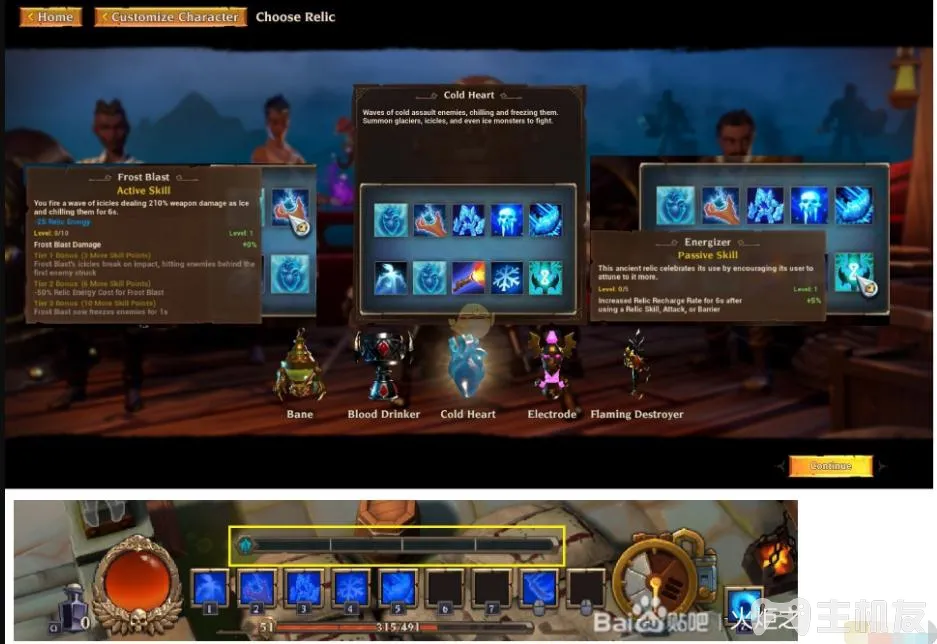 Home
Customize Character
Choose Relic
Cold Heart
Waves of cold assault enemies, chilling and freezing them.
Summon glaciers, icicles, and even ice monsters to fight.
Frost Blast
Active Skill
You fire a wave of icicles dealing 210% weapon damage as Ice
and chilling them for 6s.
-25 Relic Energy
Level: 0/10
Level: 1
Frost Blast Damage
+0%
Tier 1 Bonus (3 More Skill Points)
Frost Blast's icicles break on impact, hitting enemies behind the
first enemy struck
Tier 2 Bonus (6 More Skill Points)
-50% Relic Energy Cost for Frost Blast
Tier 3 Bonus (10 More Skill Points)
Frost Blast now freezes enemies for 1s
Energizer
Passive Skill
This ancient relic celebrates its use by encouraging its user to
attune to it more.
Level: 0/5
Level: 1
Increased Relic Recharge Rate for 6s after
using a Relic Skill, Attack, or Barrier
+5%
Bane
Blood Drinker
Cold Heart
Electrode
Flaming Destroyer
Continue
0
1
2
3
4
5
6
7
51
315/491
Baidu贴吧
火炬之
主机友